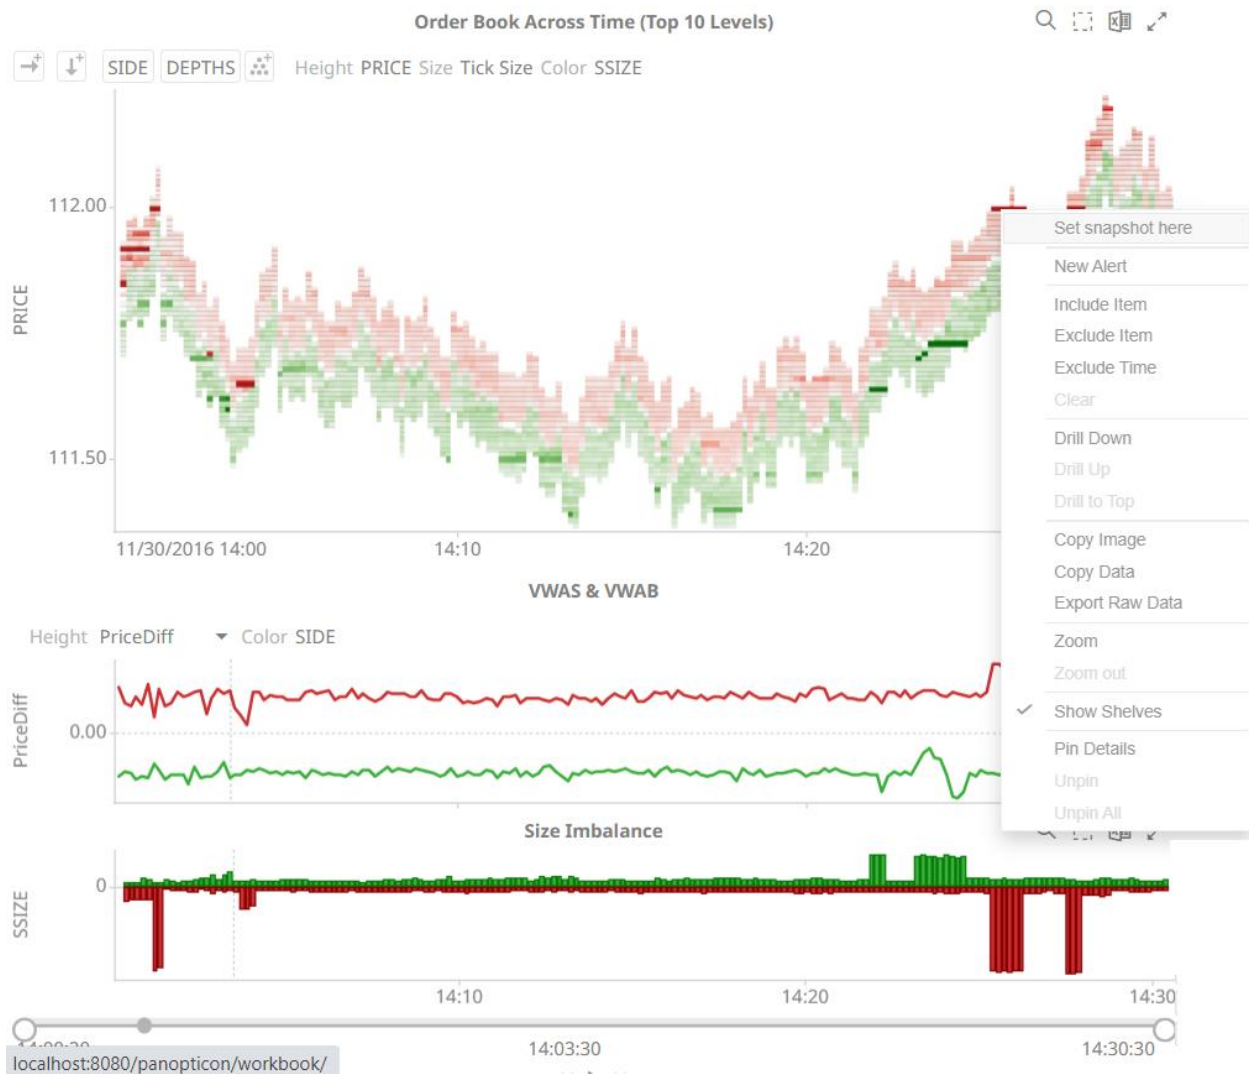 Order Book Across Time (Top 10 Levels)
SIDE DEPTHS Height PRICE Size Tick Size Color SSIZE
PRICE
112.00
111.50
11/30/2016 14:00 14:10 14:20
Set snapshot here
New Alert
Include Item
Exclude Item
Exclude Time
Clear
Drill Down
Drill Up
Drill to Top
Copy Image
Copy Data
Export Raw Data
Zoom
Zoom out
Show Shelves
Pin Details
Unpin
Unpin All
VWAS & VWAB
Height PriceDiff Color SIDE
PriceDiff
0.00
Size Imbalance
SSIZE
0
14:10 14:20 14:30
14:03:30 14:30:30
localhost:8080/panopticon/workbook/